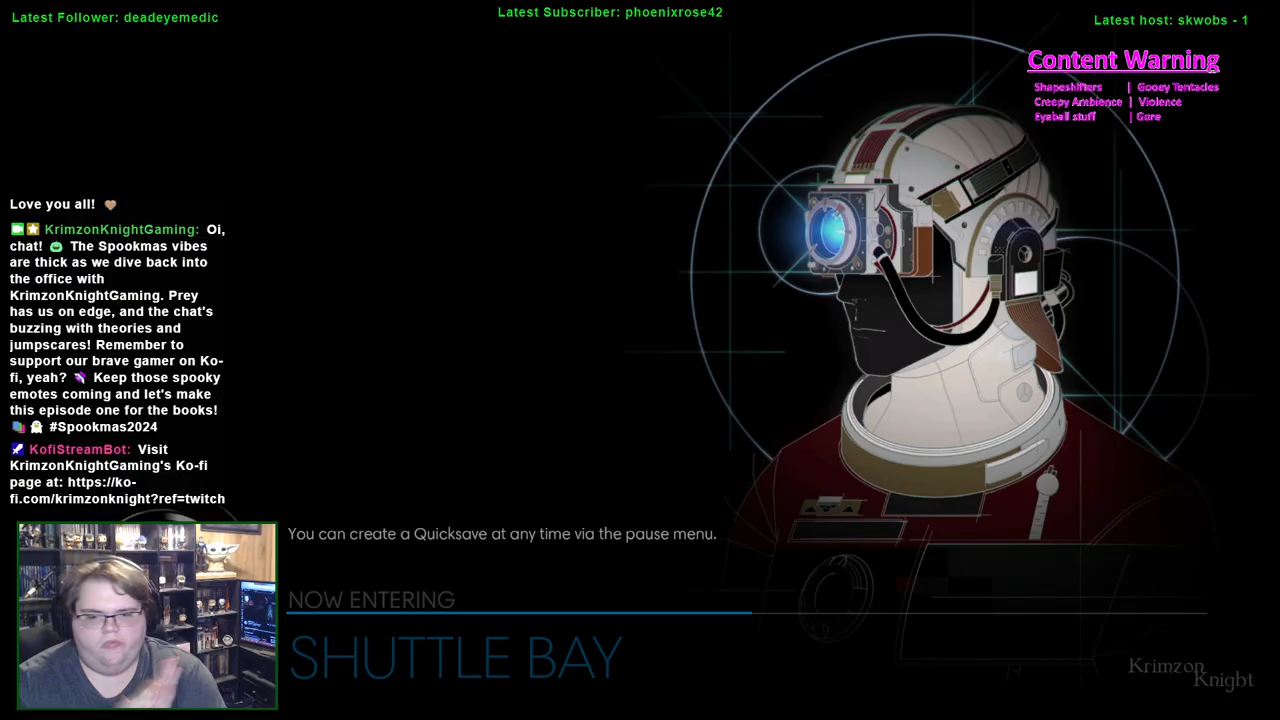 Latest Follower: deadeyemedic
Latest Subscriber: phoenixrose42
Latest host: skwobs - 1
Content Warning
Shapeshifters | Gooey Tentacles
Creepy Ambience | Violence
Eyeball stuff | Gore
Love you all!
KrimzonKnightGaming: Oi,
chat! The Spookmas vibes
are thick as we dive back into
the office with
KrimzonKnightGaming. Prey
has us on edge, and the chat's
buzzing with theories and
jumpscares! Remember to
support our brave gamer on Ko-
fi, yeah? Keep those spooky
emotes coming and let's make
this episode one for the books!
#Spookmas2024
KofiStreamBot: Visit
KrimzonKnightGaming's Ko-fi
page at: https://ko-
fi.com/krimzonknight?ref=twitch
You can create a Quicksave at any time via the pause menu.
NOW ENTERING
SHUTTLE BAY
Krimzon
Knight